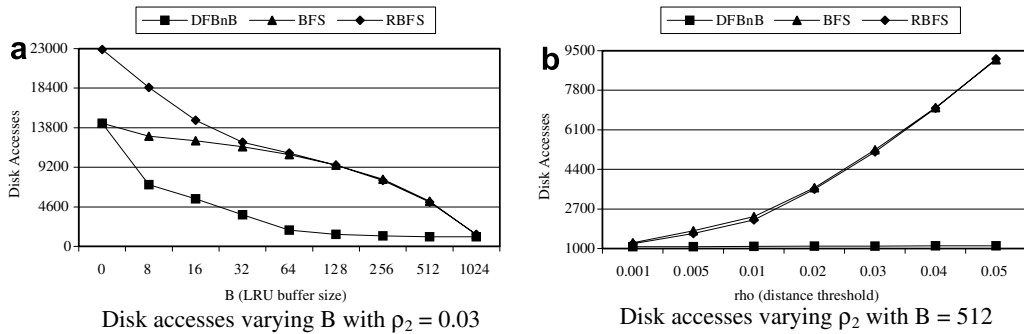 DFBnB BFS RBFS
a
23000
18400
13800
9200
4600
0
Disk Accesses
0 8 16 32 64 128 256 512 1024
B (LRU buffer size)
Disk accesses varying B with ρ2 = 0.03
DFBnB BFS RBFS
b
9500
7800
6100
4400
2700
1000
Disk Accesses
0.001 0.005 0.01 0.02 0.03 0.04 0.05
rho (distance threshold)
Disk accesses varying ρ2 with B = 512